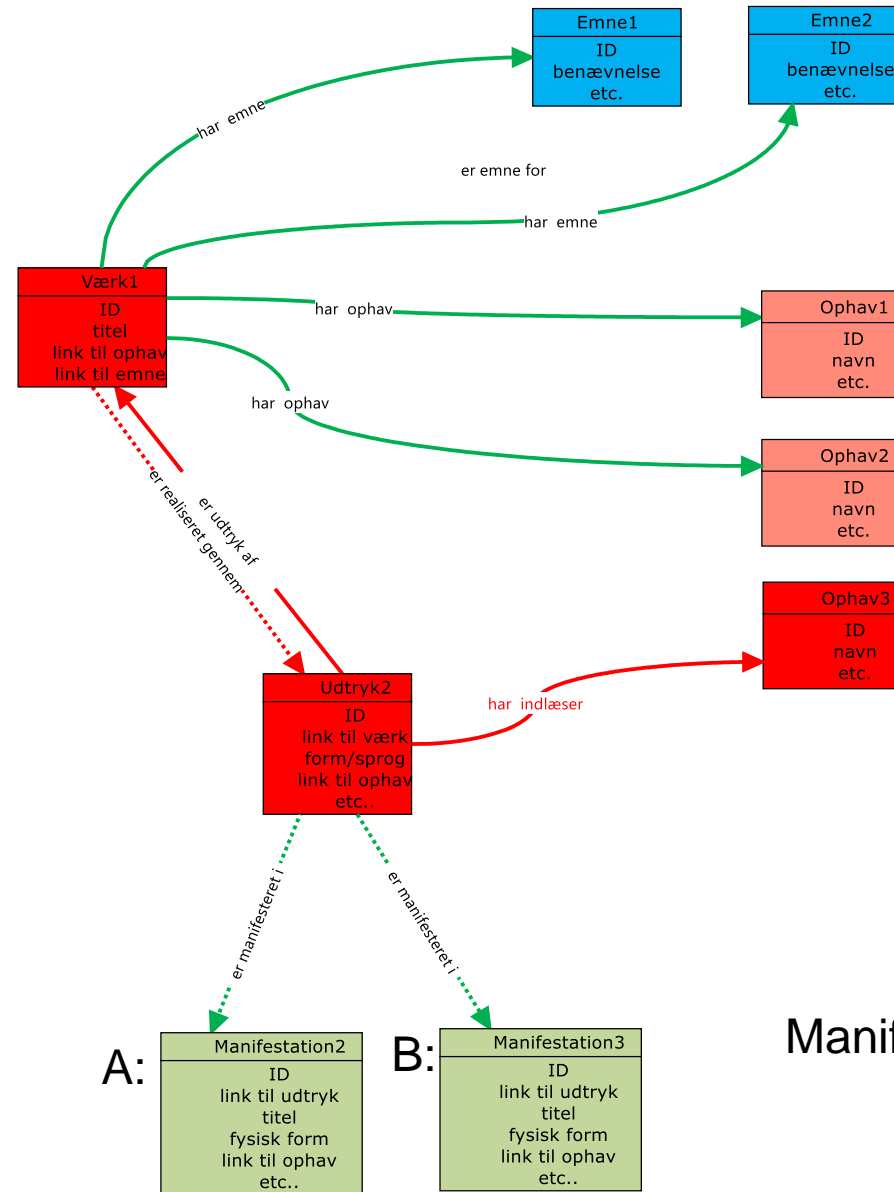 Emne1
ID
benævnelse
etc.
Emne2
ID
benævnelse
etc.
har emne
er emne for
har emne
Værk1
ID
titel
link til ophav
link til emne
har ophav
Ophav1
ID
navn
etc.
har ophav
Ophav2
ID
navn
etc.
er realiseret gennem
er udtryk af
Ophav3
ID
navn
etc.
Udtryk2
ID
link til værk
form/sprog
link til ophav
etc..
har indlæser
er manifesteret i
er manifesteret i
A:
Manifestation2
ID
link til udtryk
titel
fysisk form
link til ophav
etc..
B:
Manifestation3
ID
link til udtryk
titel
fysisk form
link til ophav
etc..
Manif